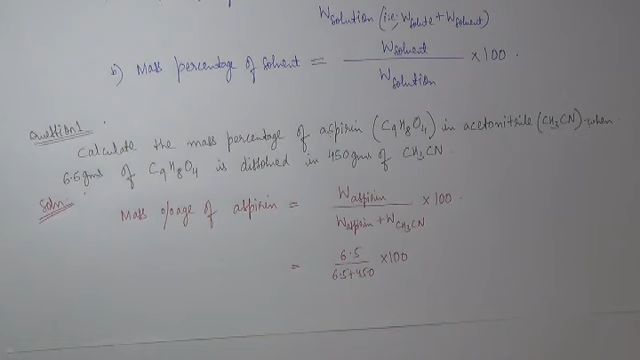 Wsolution (i.e. Wsolute + Wsolvent)
b) Mass percentage of solvent = Wsolvent / Wsolution × 100.
Question 1
Calculate the mass percentage of aspirin (C9H8O4) in acetonitrile (CH3CN) when
6.5 gms of C9H8O4 is dissolved in 450 gms of CH3CN
Soln.
Mass %age of aspirin = Waspirin / Waspirin + WCH3CN × 100.
= 6.5 / 6.5+450 × 100